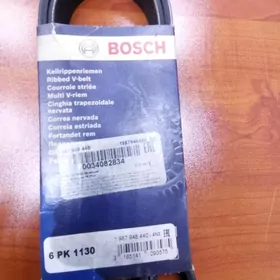 BOSCH
Keilrippenriemen
Ribbed V-belt
Courroie striée
Multi V-riem
Cinghia trapezoidale
nervata
Correa nervada
Correia estriada
Fortandet rem
0034082834
6 PK 1130